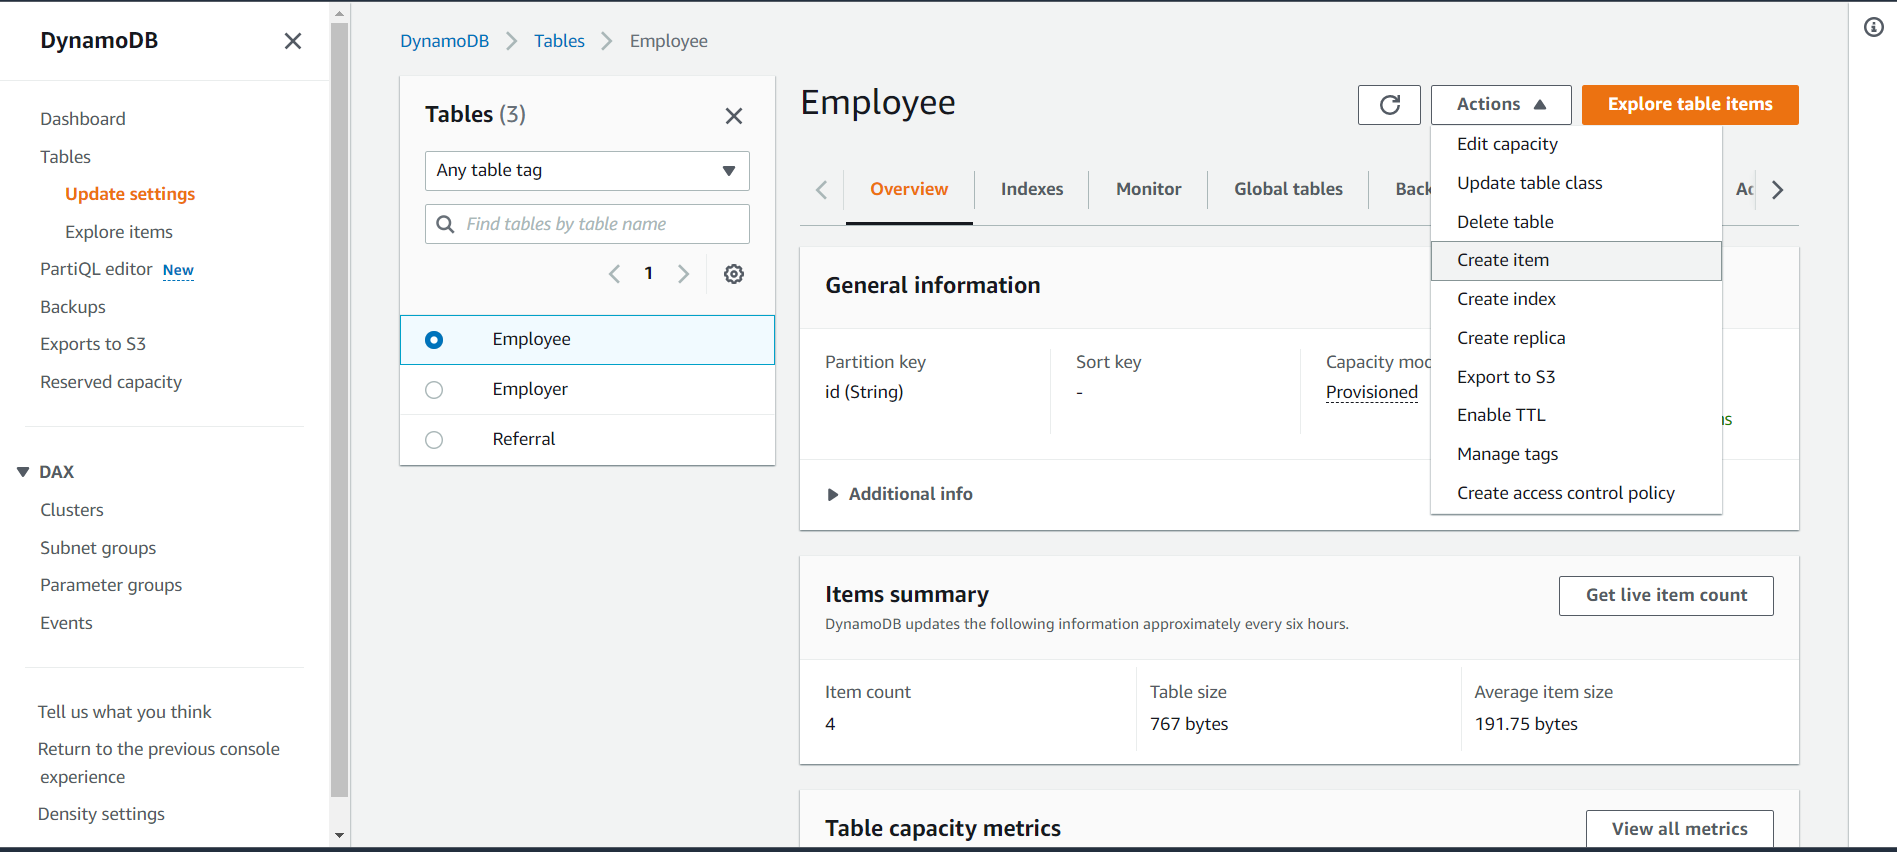 DynamoDB
Dashboard
Tables
Update settings
Explore items
PartiQL editor New
Backups
Exports to S3
Reserved capacity
DAX
Clusters
Subnet groups
Parameter groups
Events
Tell us what you think
Return to the previous console
experience
Density settings
DynamoDB Tables Employee
Tables (3)
Any table tag
Find tables by table name
1
Employee
Employer
Referral
Employee
Actions
Explore table items
Edit capacity
Update table class
Delete table
Create item
Create index
Create replica
Export to S3
Enable TTL
Manage tags
Create access control policy
Overview Indexes Monitor Global tables
General information
Partition key
id (String)
Sort key
-
Capacity
Provisioned
Additional info
Items summary
Get live item count
DynamoDB updates the following information approximately every six hours.
Item count
4
Table size
767 bytes
Average item size
191.75 bytes
Table capacity metrics
View all metrics